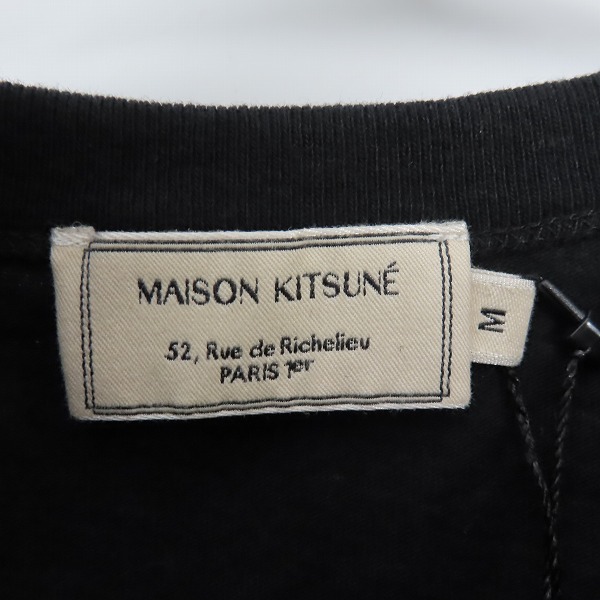 MAISON KITSUNÉ
52, Rue de Richelieu
PARIS 1er
M